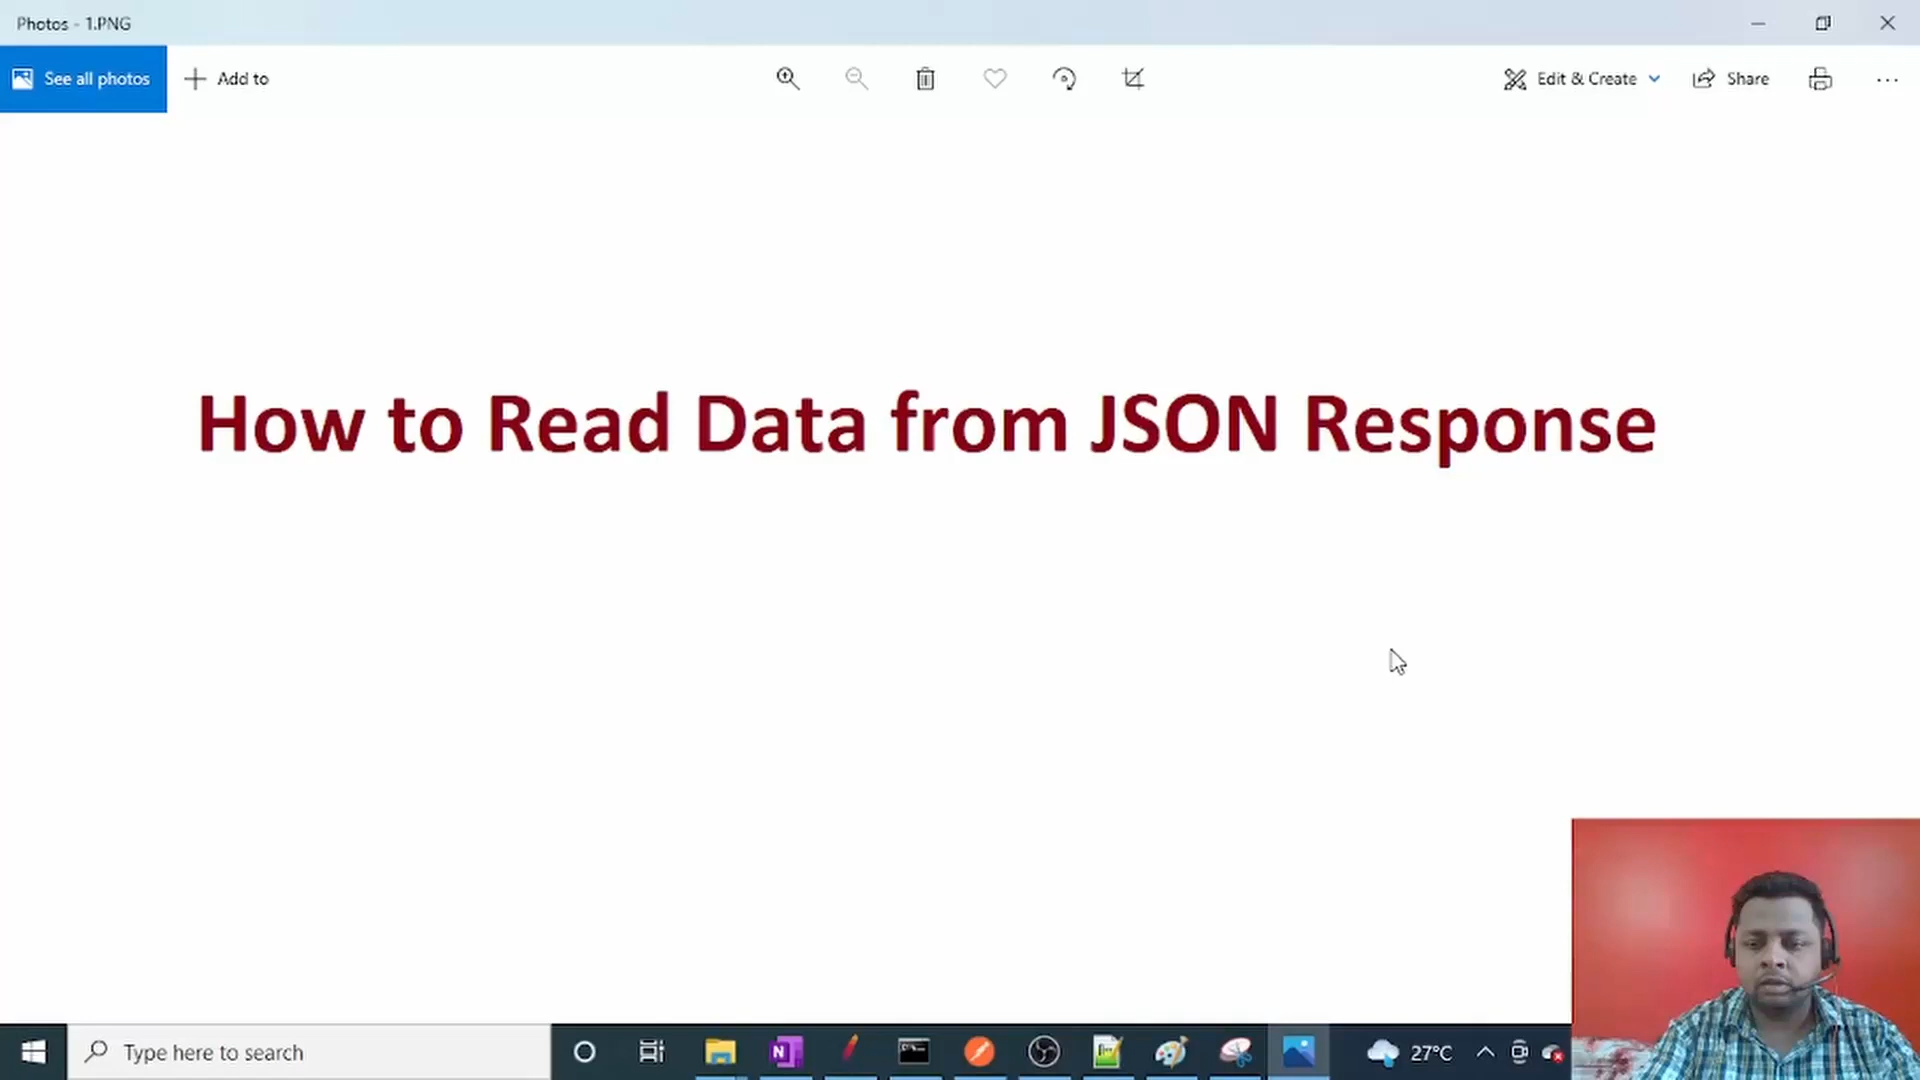 Photos - 1.PNG
See all photos
Add to
Edit & Create
Share
How to Read Data from JSON Response
Type here to search
27°C